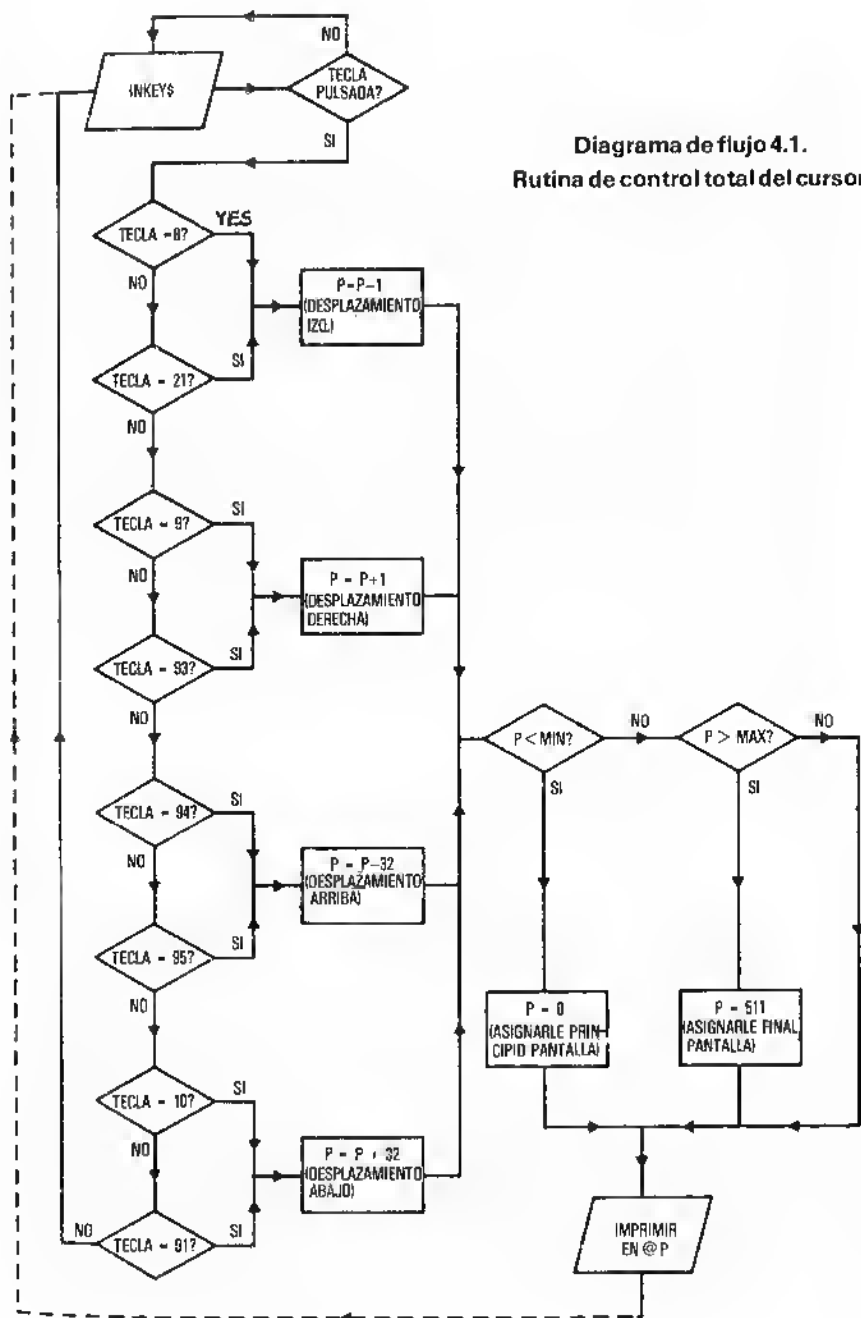 NO
INKEY$
TECLA
PULSADA?
SI
Diagrama de flujo 4.1.
Rutina de control total del cursor
TECLA =8?
YES
NO
P=P-1
(DESPLAZAMIENTO
IZQ.)
TECLA = 21?
SI
NO
TECLA = 9?
SI
NO
P = P+1
(DESPLAZAMIENTO
DERECHA)
TECLA = 93?
SI
NO
P < MIN?
NO
P > MAX?
NO
SI
SI
TECLA = 94?
SI
NO
P = P-32
(DESPLAZAMIENTO
ARRIBA)
TECLA = 95?
SI
NO
P = 0
(ASIGNARLE PRIN-
CIPIO PANTALLA)
P = 511
(ASIGNARLE FINAL
PANTALLA)
TECLA = 10?
SI
NO
P = P + 32
(DESPLAZAMIENTO
ABAJO)
NO
TECLA = 91?
SI
IMPRIMIR
EN @ P